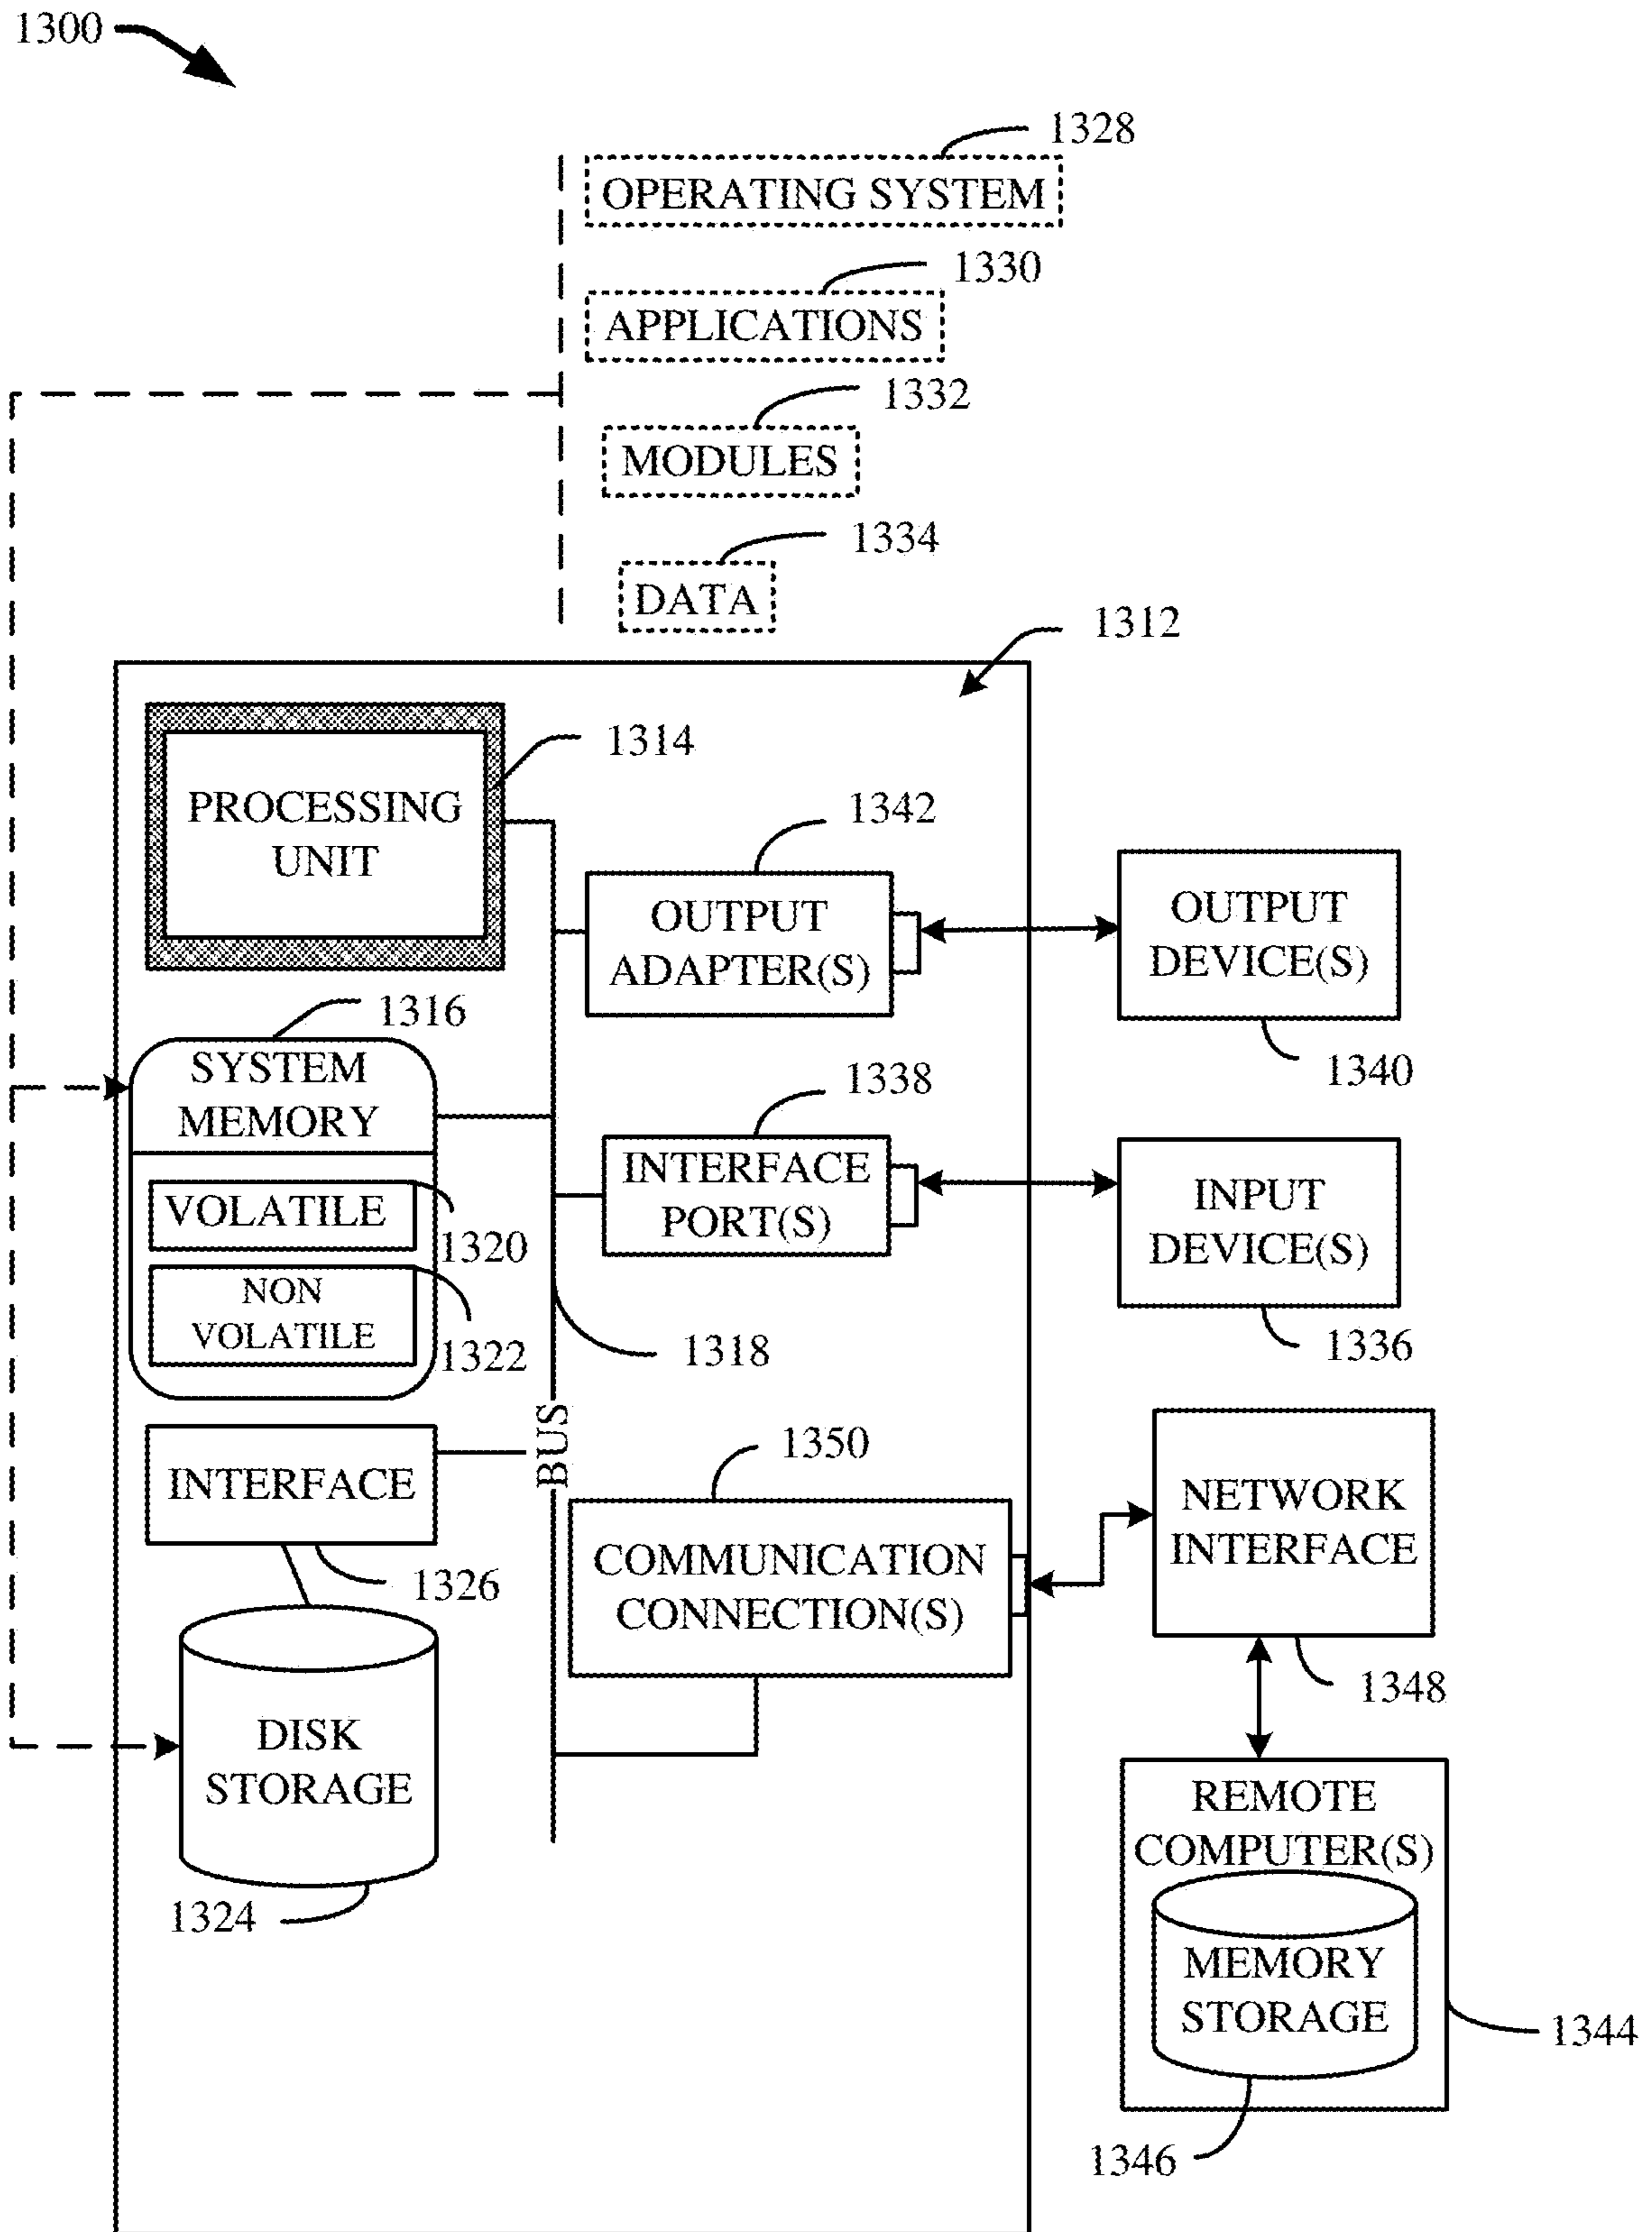 1300
1328
OPERATING SYSTEM
1330
APPLICATIONS
1332
MODULES
1334
DATA
1312
1314
PROCESSING
UNIT
1342
OUTPUT
ADAPTER(S)
OUTPUT
DEVICE(S)
1340
1316
SYSTEM
MEMORY
VOLATILE
1320
NON
VOLATILE
1322
1338
INTERFACE
PORT(S)
INPUT
DEVICE(S)
1336
1318
BUS
INTERFACE
1326
1350
COMMUNICATION
CONNECTION(S)
NETWORK
INTERFACE
1348
DISK
STORAGE
1324
REMOTE
COMPUTER(S)
MEMORY
STORAGE
1344
1346